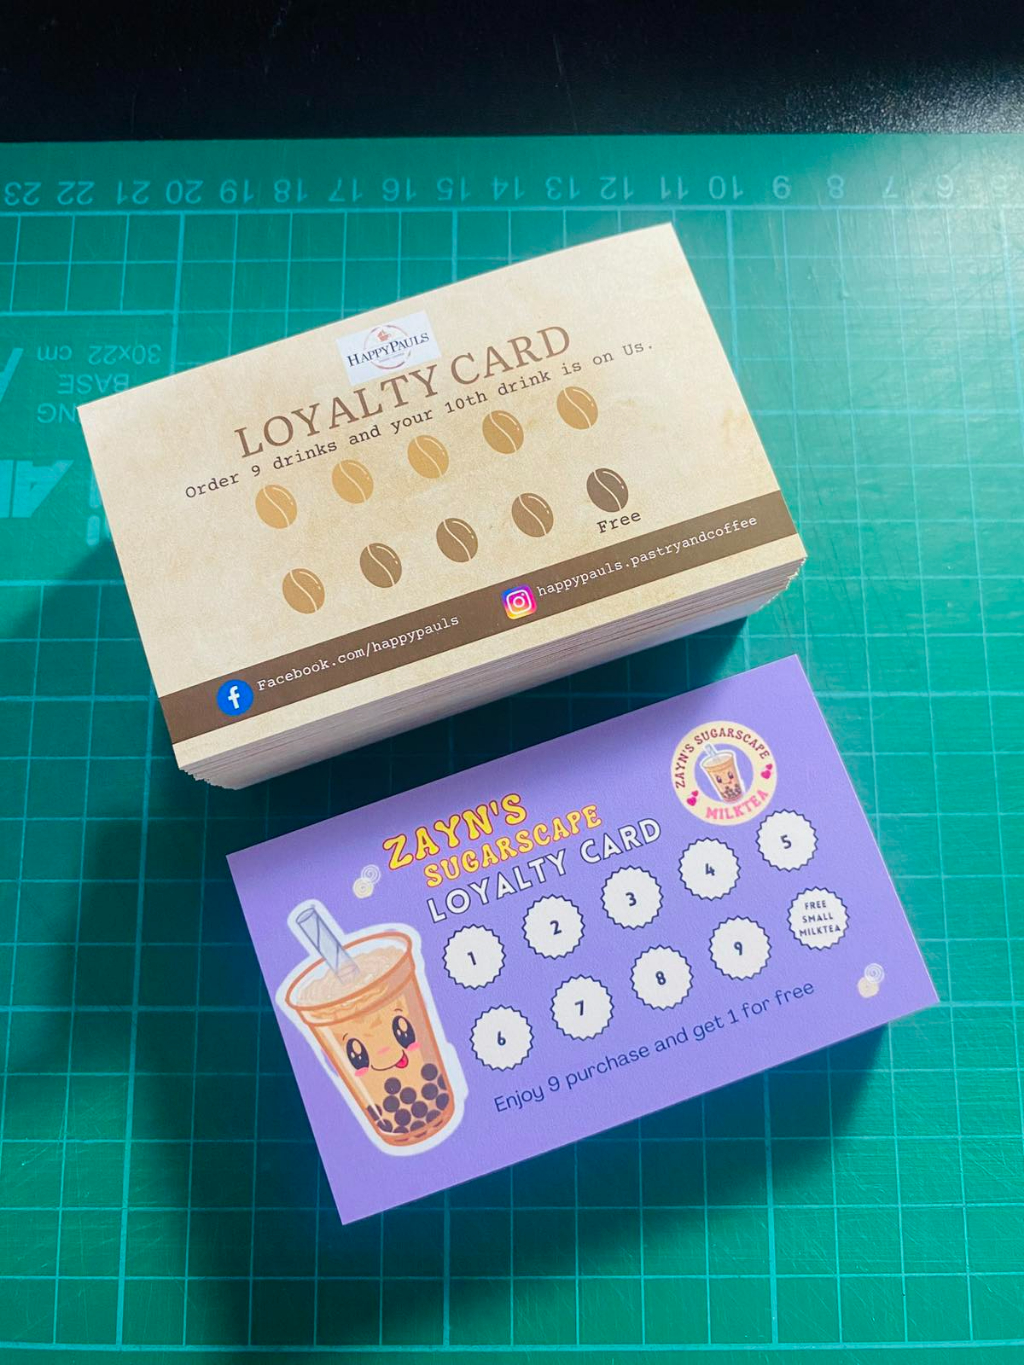 23 22 21 20 19 18 17 16 15 14 13 12 11 10 9 8 7 6
30x22 cm
BASE
HAPPYPAULS
LOYALTY CARD
Order 9 drinks and your 10th drink is on Us.
Free
Facebook.com/happypauls
happypauls.pastryandcoffee
ZAYN'S SUGARSCAPE
MILKTEA
ZAYN'S
SUGARSCAPE
LOYALTY CARD
1 2 3 4 5
6 7 8 9 FREE
SMALL
MILKTEA
Enjoy 9 purchase and get 1 for free